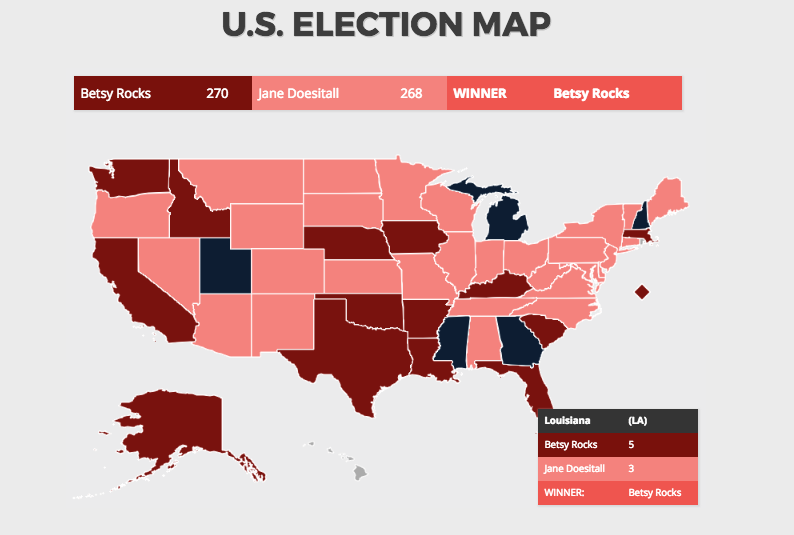 U.S. ELECTION MAP
Betsy Rocks 270 Jane Doesitall 268 WINNER Betsy Rocks
Louisiana (LA)
Betsy Rocks 5
Jane Doesitall 3
WINNER: Betsy Rocks